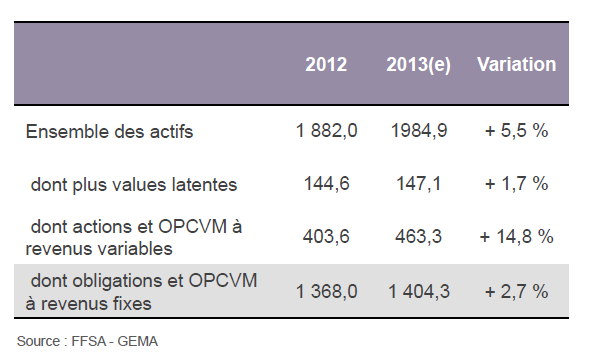 2012 2013(e) Variation
Ensemble des actifs 1 882,0 1984,9 + 5,5 %
dont plus values latentes 144,6 147,1 + 1,7 %
dont actions et OPCVM à
revenus variables 403,6 463,3 + 14,8 %
dont obligations et OPCVM
à revenus fixes 1 368,0 1 404,3 + 2,7 %
Source : FFSA - GEMA